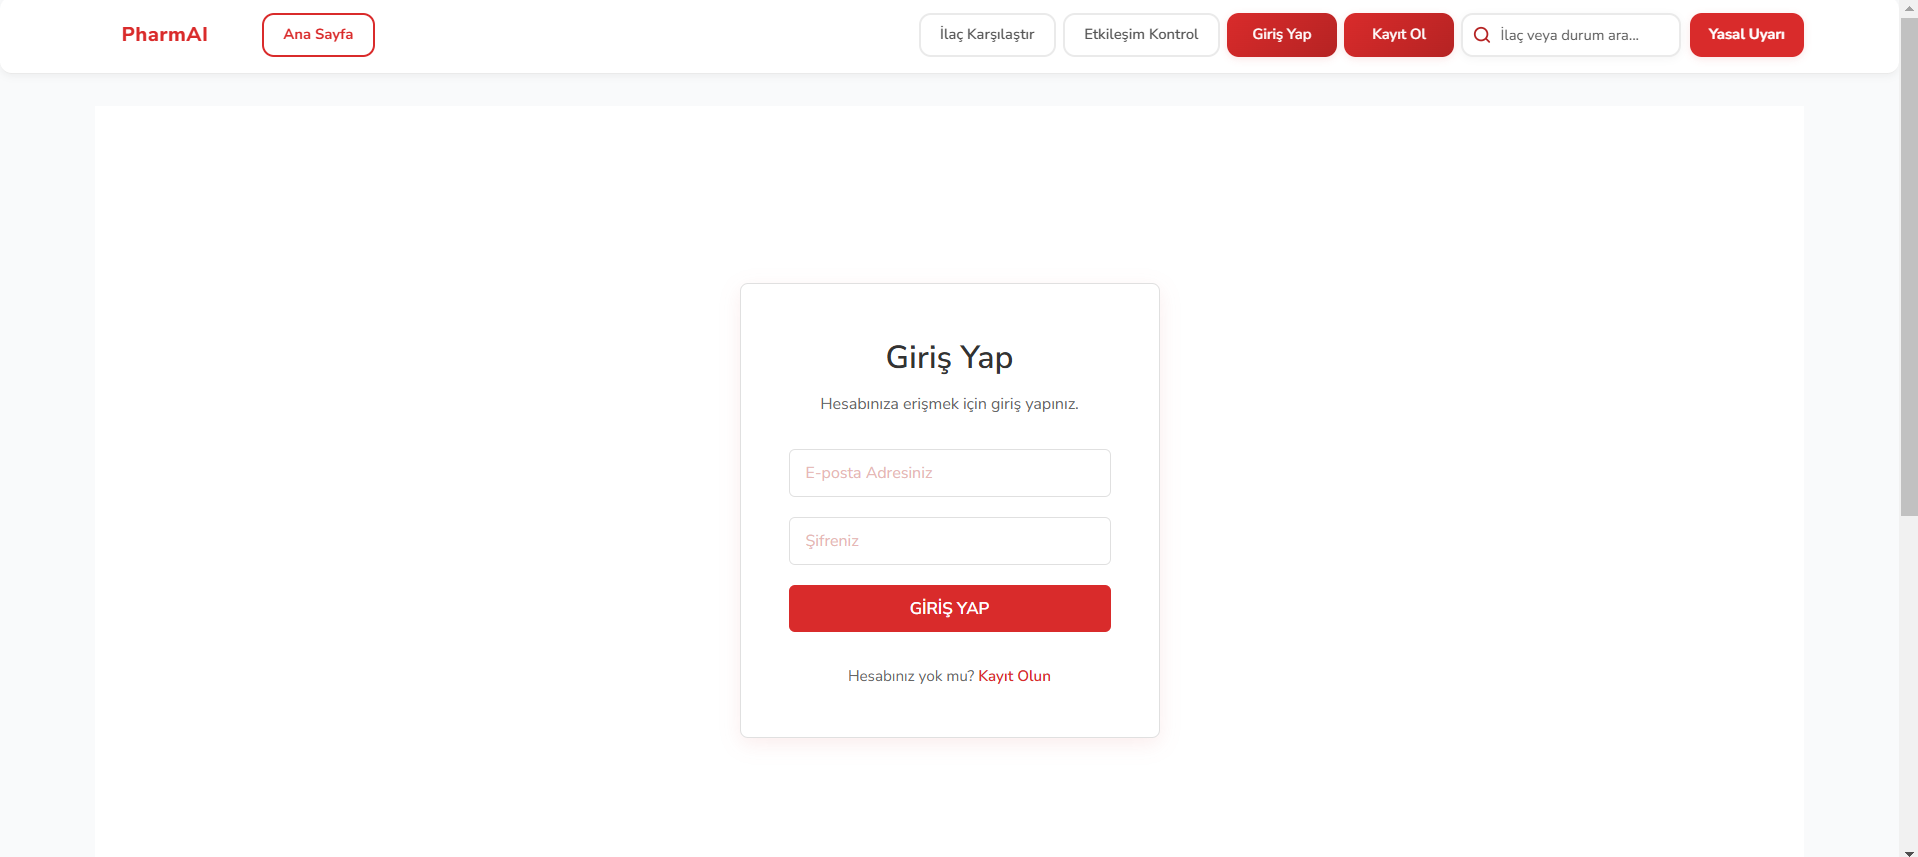 PharmAI
Ana Sayfa
İlaç Karşılaştır
Etkileşim Kontrol
Giriş Yap
Kayıt Ol
İlaç veya durum ara...
Yasal Uyarı
Giriş Yap
Hesabınıza erişmek için giriş yapınız.
E-posta Adresiniz
Şifreniz
GİRİŞ YAP
Hesabınız yok mu? Kayıt Olun